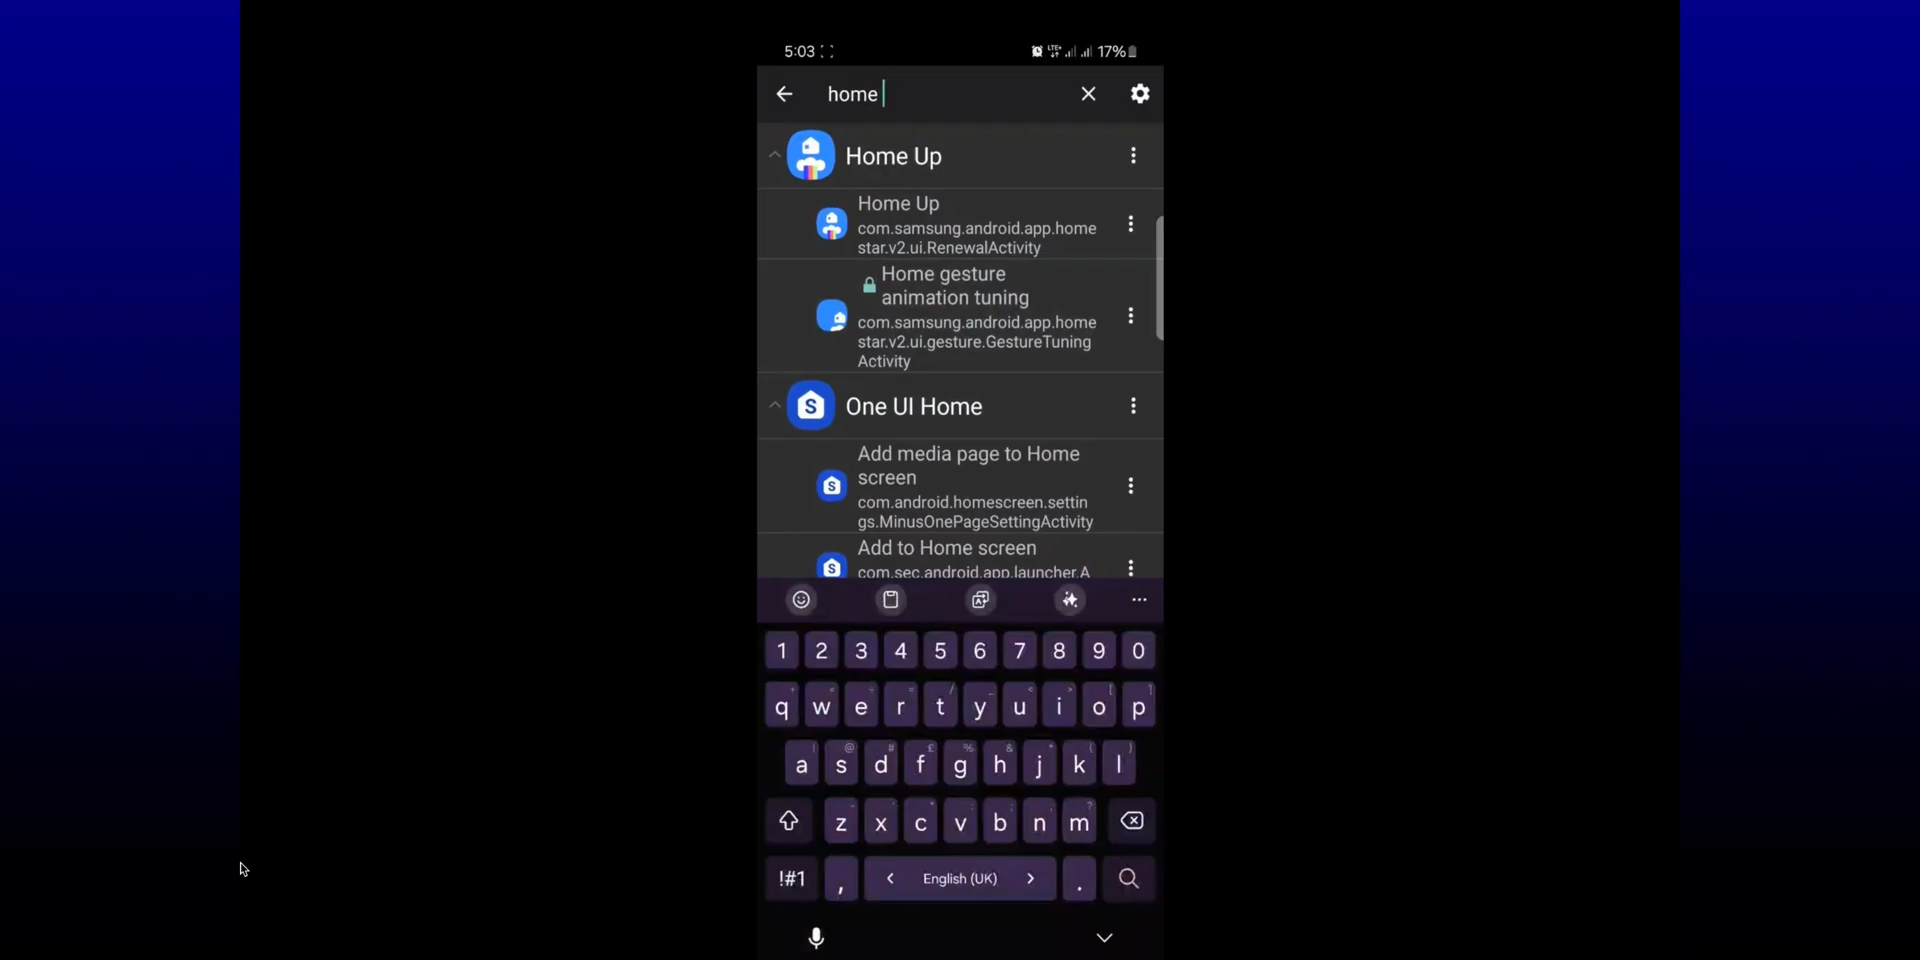 5:03 LTE+ 17%
home
Home Up
Home Up
com.samsung.android.app.home
star.v2.ui.RenewalActivity
Home gesture
animation tuning
com.samsung.android.app.home
star.v2.ui.gesture.GestureTuning
Activity
S One UI Home
Add media page to Home
screen
S
com.android.homescreen.settin
gs.MinusOnePageSettingActivity
Add to Home screen
S com.sec.android.app.launcher.A
1 2 3 4 5 6 7 8 9 0
q w e r t y u i o p
a s d f g h j k l
z x c v b n m
!#1 , < English (UK) > .